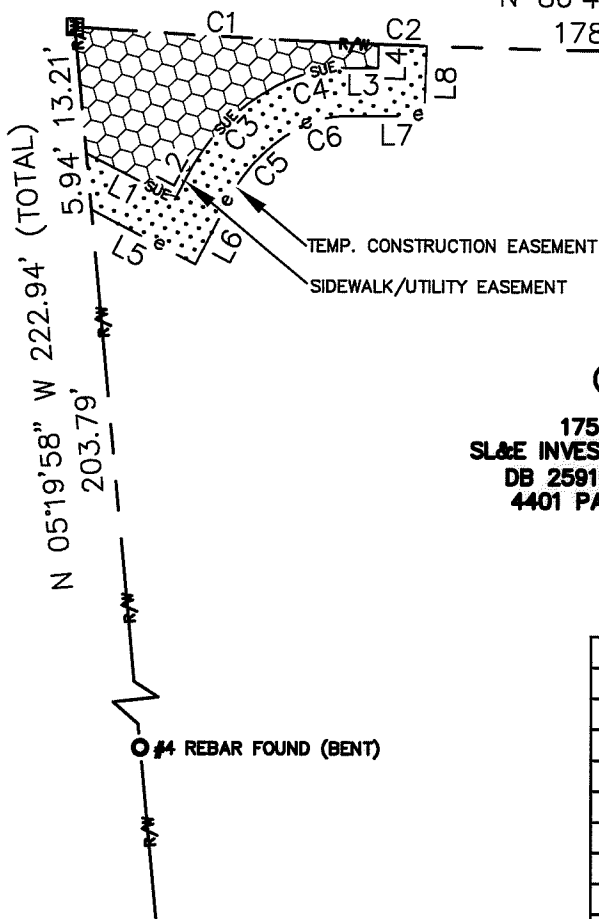 N 86°4
C1
C2
178
R/W
R/W
13.21'
5.94'
SUE
C4
L3
L4
L8
SUE
C3
e
C6
L7
e
L2
C5
L1
SUE
e
L5
e
L6
TEMP. CONSTRUCTION EASEMENT
SIDEWALK/UTILITY EASEMENT
R/W
N 05°19'58" W 222.94' (TOTAL)
203.79'
175
SL&E INVES
DB 2591
4401 PA
R/W
#4 REBAR FOUND (BENT)
R/W